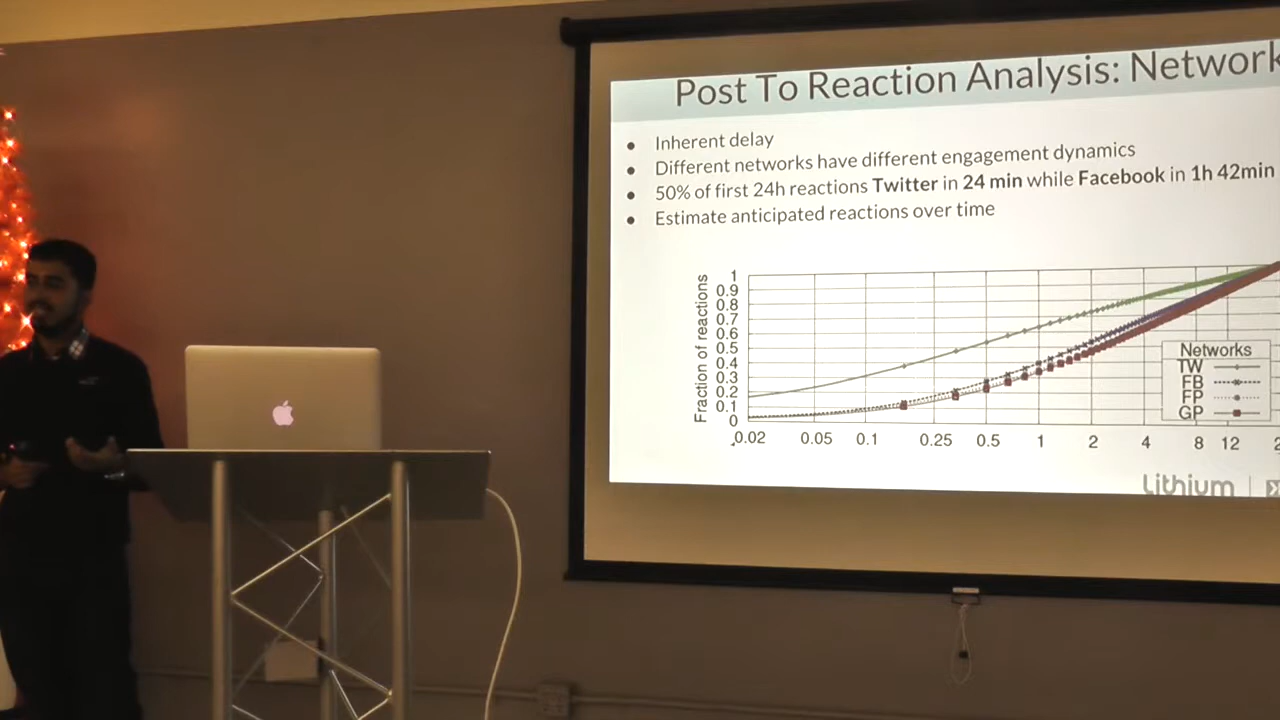 Post To Reaction Analysis: Network
● Inherent delay
● Different networks have different engagement dynamics
● 50% of first 24h reactions Twitter in 24 min while Facebook in 1h 42min
● Estimate anticipated reactions over time
Fraction of reactions
1
0.9
0.8
0.7
0.6
0.5
0.4
0.3
0.2
0.1
0
Networks
TW
FB
FP
GP
0.02 0.05 0.1 0.25 0.5 1 2 4 8 12 2
Lithium